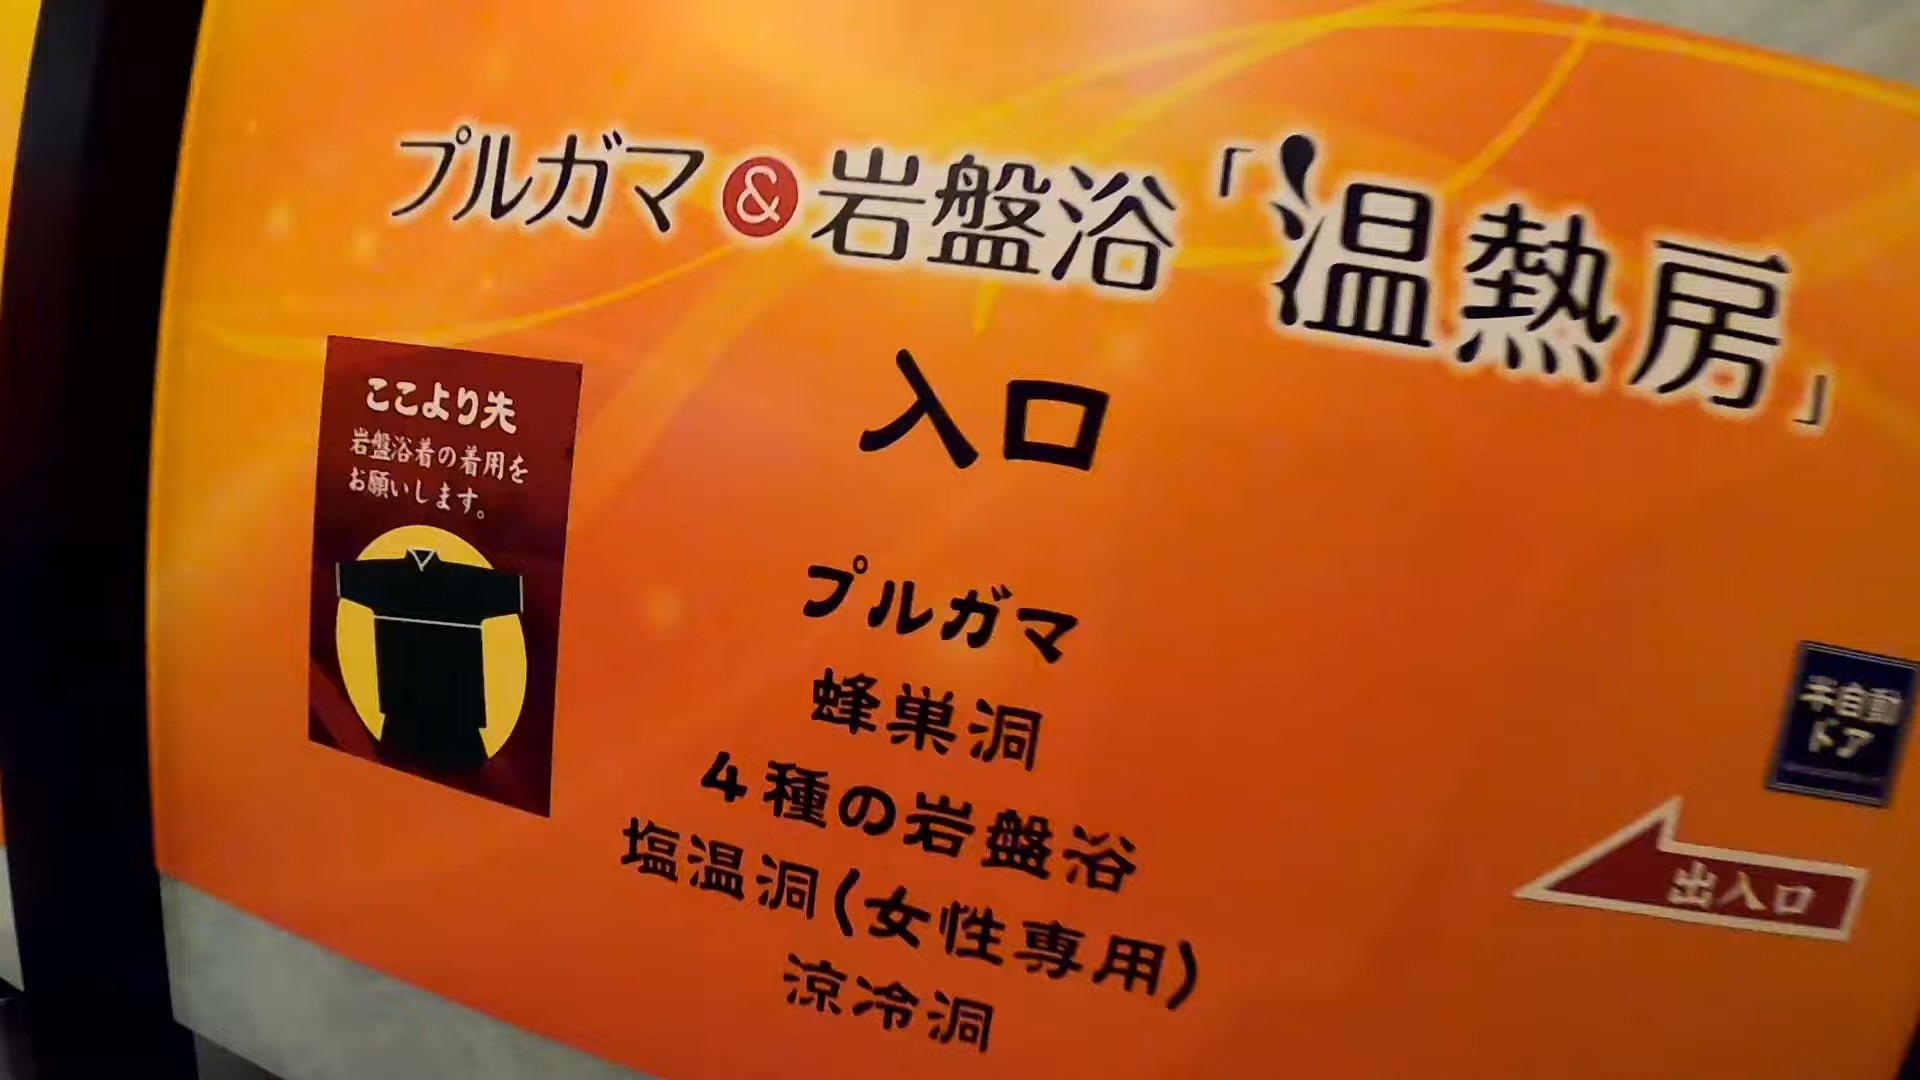 プルガマ&岩盤浴「温熱房」
入口
ここより先
岩盤浴着の着用を
お願いします。
プルガマ
蜂巣洞
4種の岩盤浴
塩温洞(女性専用)
涼冷洞
半自動
ドア
出入口